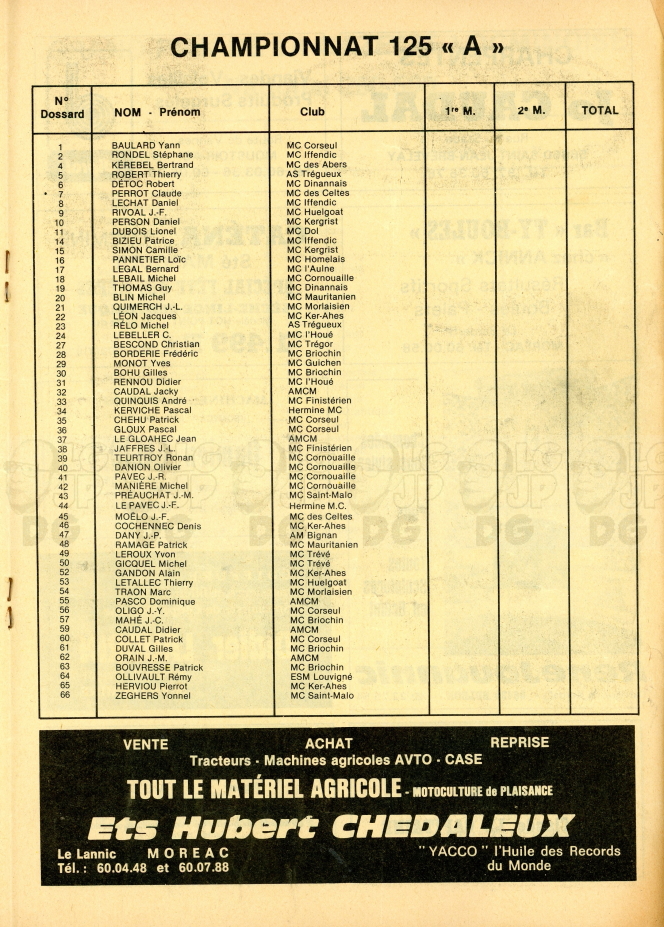 CHAMPIONNAT 125 « A »
N° Dossard NOM - Prénom Club 1re M. 2e M. TOTAL
1 BAULARD Yann MC Corseul
2 RONDEL Stéphane MC Iffendic
4 KÉREBEL Bertrand MC des Abers
5 ROBERT Thierry AS Trégueux
6 DÉTOC Robert MC Dinannais
7 PERROT Claude MC des Celtes
8 LECHAT Daniel MC Iffendic
9 RIVOAL J.-F. MC Huelgoat
10 PERSON Daniel MC Kergrist
11 DUBOIS Lionel MC Dol
14 BIZIEU Patrice MC Iffendic
15 SIMON Camille MC Kergrist
16 PANNETIER Loïc MC Homelais
17 LEGAL Bernard MC l'Aulne
18 LEBAIL Michel MC Cornouaille
19 THOMAS Guy MC Dinannais
20 BLIN Michel MC Mauritanien
21 QUIMERCH J.-L. MC Morlaisien
22 LÉON Jacques MC Ker-Ahes
23 RÉLO Michel AS Trégueux
24 LEBELLER C. MC l'Houé
27 BESCOND Christian MC Trégor
28 BORDERIE Frédéric MC Briochin
29 MONOT Yves MC Guichen
30 BOHU Gilles MC Briochin
31 RENNOU Didier MC l'Houé
32 CAUDAL Jacky AMCM
33 QUINQUIS André MC Finistérien
34 KERVICHE Pascal Hermine MC
35 CHEHU Patrick MC Corseul
36 GLOUX Pascal MC Corseul
37 LE GLOAHEC Jean AMCM
38 JAFFRES J.-L. MC Finistérien
39 TEURTROY Ronan MC Cornouaille
40 DANION Olivier MC Cornouaille
41 PAVEC J.-R. MC Cornouaille
42 MANIÈRE Michel MC Cornouaille
43 PRÉAUCHAT J.-M. MC Saint-Malo
44 LE PAVEC J.-F. Hermine M.C.
45 MOËLO J.-F. MC des Celtes
46 COCHENNEC Denis MC Ker-Ahes
47 DANY J.-P. AM Bignan
48 RAMAGE Patrick MC Mauritanien
49 LEROUX Yvon MC Trévé
50 GICQUEL Michel MC Trévé
52 GANDON Alain MC Ker-Ahes
53 LETALLEC Thierry MC Huelgoat
54 TRAON Marc MC Morlaisien
55 PASCO Dominique AMCM
56 OLIGO J.-Y. MC Corseul
57 MAHÉ J.-C. MC Briochin
59 CAUDAL Didier AMCM
60 COLLET Patrick MC Corseul
61 DUVAL Gilles MC Briochin
62 ORAIN J.-M. AMCM
63 BOUVRESSE Patrick MC Briochin
64 OLLIVAULT Rémy ESM Louvigné
65 HERVIOU Pierrot MC Ker-Ahes
66 ZEGHERS Yonnel MC Saint-Malo
VENTE ACHAT REPRISE
Tracteurs - Machines agricoles AVTO - CASE
TOUT LE MATÉRIEL AGRICOLE - MOTOCULTURE de PLAISANCE
Ets Hubert CHEDALEUX
Le Lannic MOREAC "YACCO" l'Huile des Records
Tél. : 60.04.48 et 60.07.88 du Monde